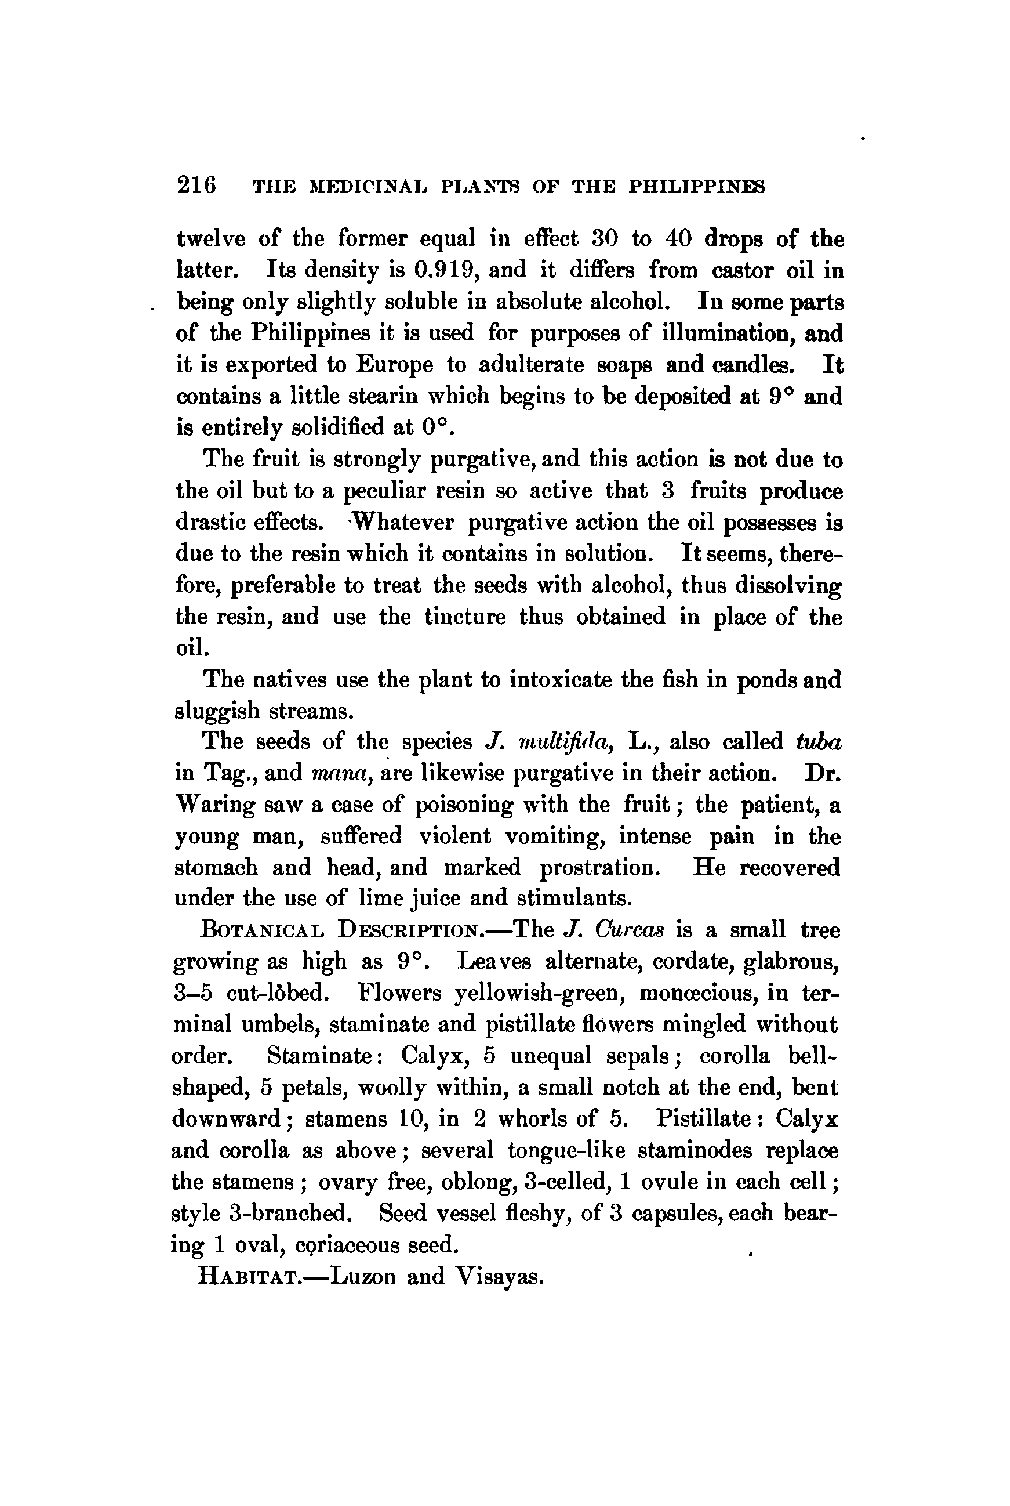 216 THE MEDICINAL PLANTS OF THE PHILIPPINES
twelve of the former equal in effect 30 to 40 drops of the
latter. Its density is 0.919, and it differs from castor oil in
being only slightly soluble in absolute alcohol. In some parts
of the Philippines it is used for purposes of illumination, and
it is exported to Europe to adulterate soaps and candles. It
contains a little stearin which begins to be deposited at 9° and
is entirely solidified at 0°.
The fruit is strongly purgative, and this action is not due to
the oil but to a peculiar resin so active that 3 fruits produce
drastic effects. Whatever purgative action the oil possesses is
due to the resin which it contains in solution. It seems, there-
fore, preferable to treat the seeds with alcohol, thus dissolving
the resin, and use the tincture thus obtained in place of the
oil.
The natives use the plant to intoxicate the fish in ponds and
sluggish streams.
The seeds of the species J. multifida, L., also called tuba
in Tag., and mana, are likewise purgative in their action. Dr.
Waring saw a case of poisoning with the fruit; the patient, a
young man, suffered violent vomiting, intense pain in the
stomach and head, and marked prostration. He recovered
under the use of lime juice and stimulants.
BOTANICAL DESCRIPTION.—The J. Curcas is a small tree
growing as high as 9°. Leaves alternate, cordate, glabrous,
3–5 cut-lobed. Flowers yellowish-green, monœcious, in ter-
minal umbels, staminate and pistillate flowers mingled without
order. Staminate: Calyx, 5 unequal sepals; corolla bell-
shaped, 5 petals, woolly within, a small notch at the end, bent
downward; stamens 10, in 2 whorls of 5. Pistillate: Calyx
and corolla as above; several tongue-like staminodes replace
the stamens; ovary free, oblong, 3-celled, 1 ovule in each cell;
style 3-branched. Seed vessel fleshy, of 3 capsules, each bear-
ing 1 oval, coriaceous seed.
HABITAT.—Luzon and Visayas.